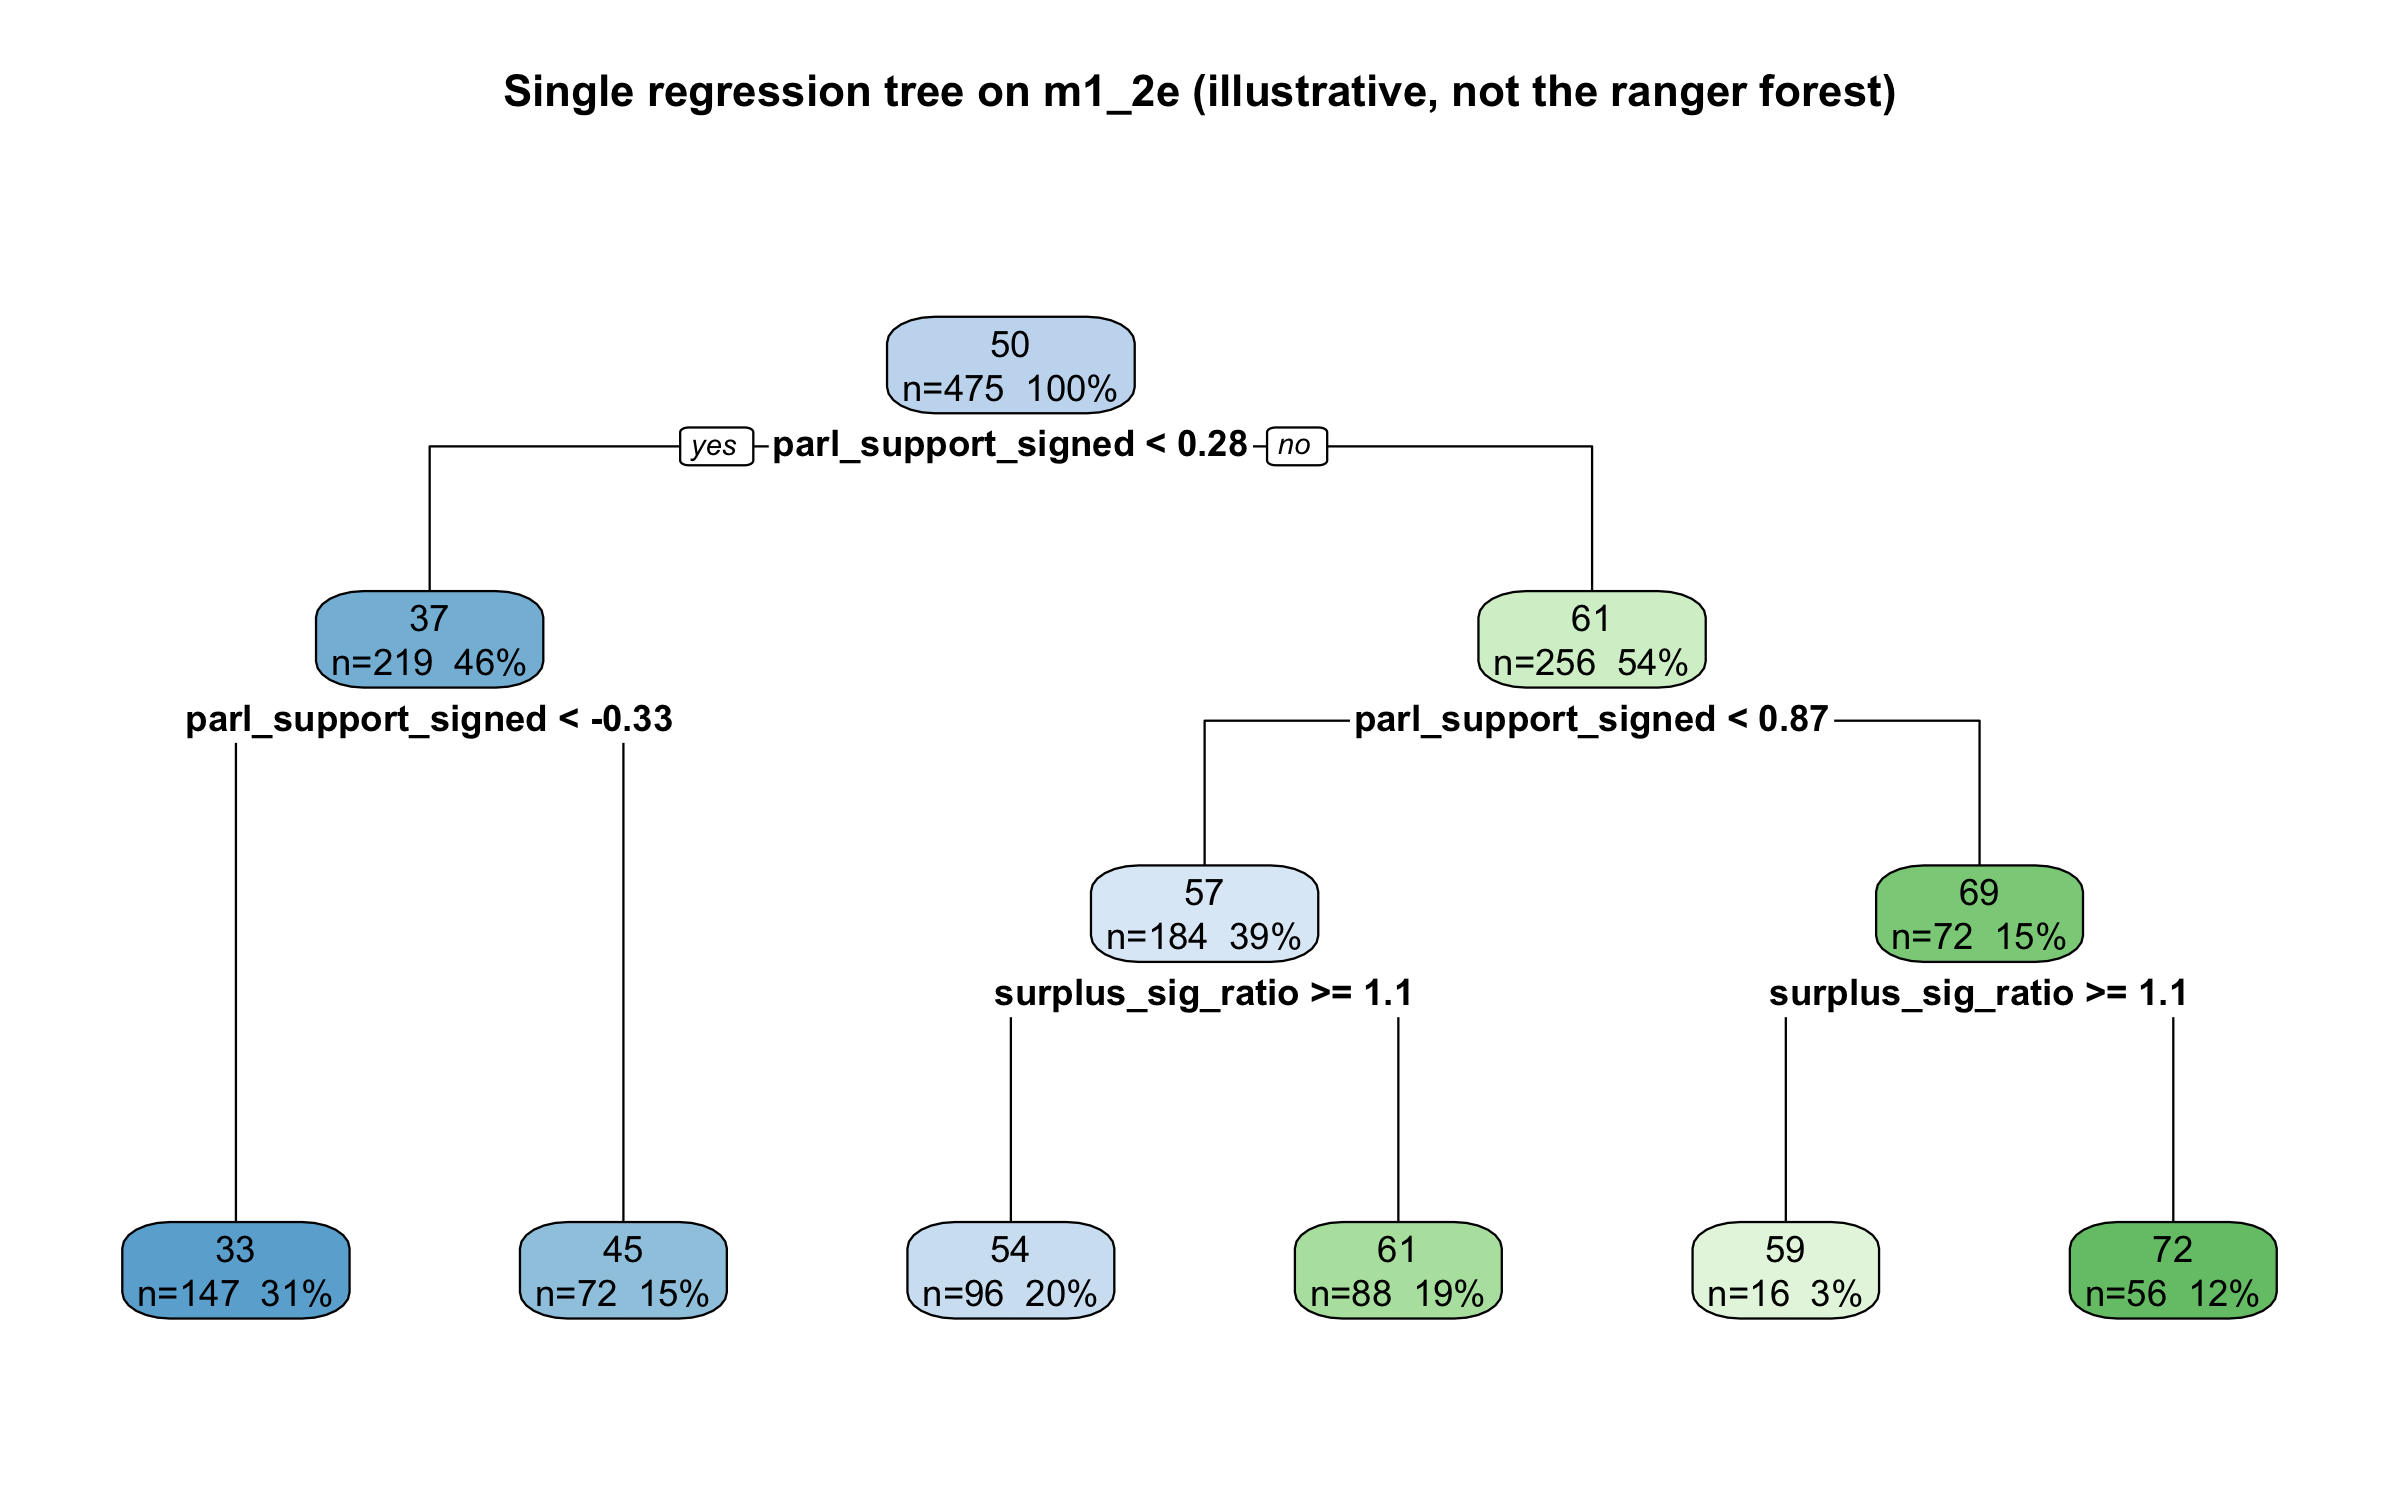 Single regression tree on m1_2e (illustrative, not the ranger forest)
50
n=475  100%
yes
parl_support_signed < 0.28
no
37
n=219  46%
61
n=256  54%
parl_support_signed < -0.33
parl_support_signed < 0.87
57
n=184  39%
69
n=72  15%
surplus_sig_ratio >= 1.1
surplus_sig_ratio >= 1.1
33
n=147  31%
45
n=72  15%
54
n=96  20%
61
n=88  19%
59
n=16  3%
72
n=56  12%